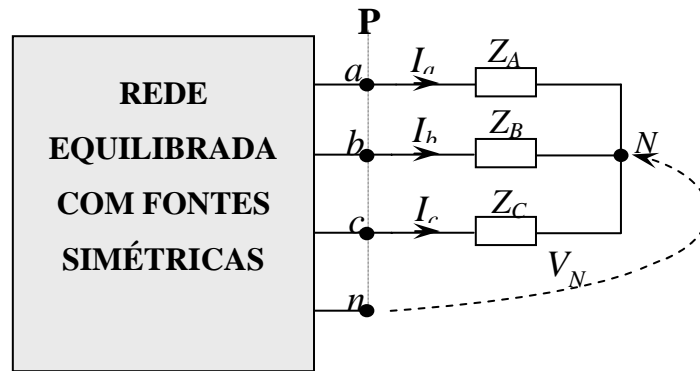 P
REDE
EQUILIBRADA
COM FONTES
SIMÉTRICAS
a
I_a
Z_A
b
I_b
Z_B
N
c
I_c
Z_C
V_N
n